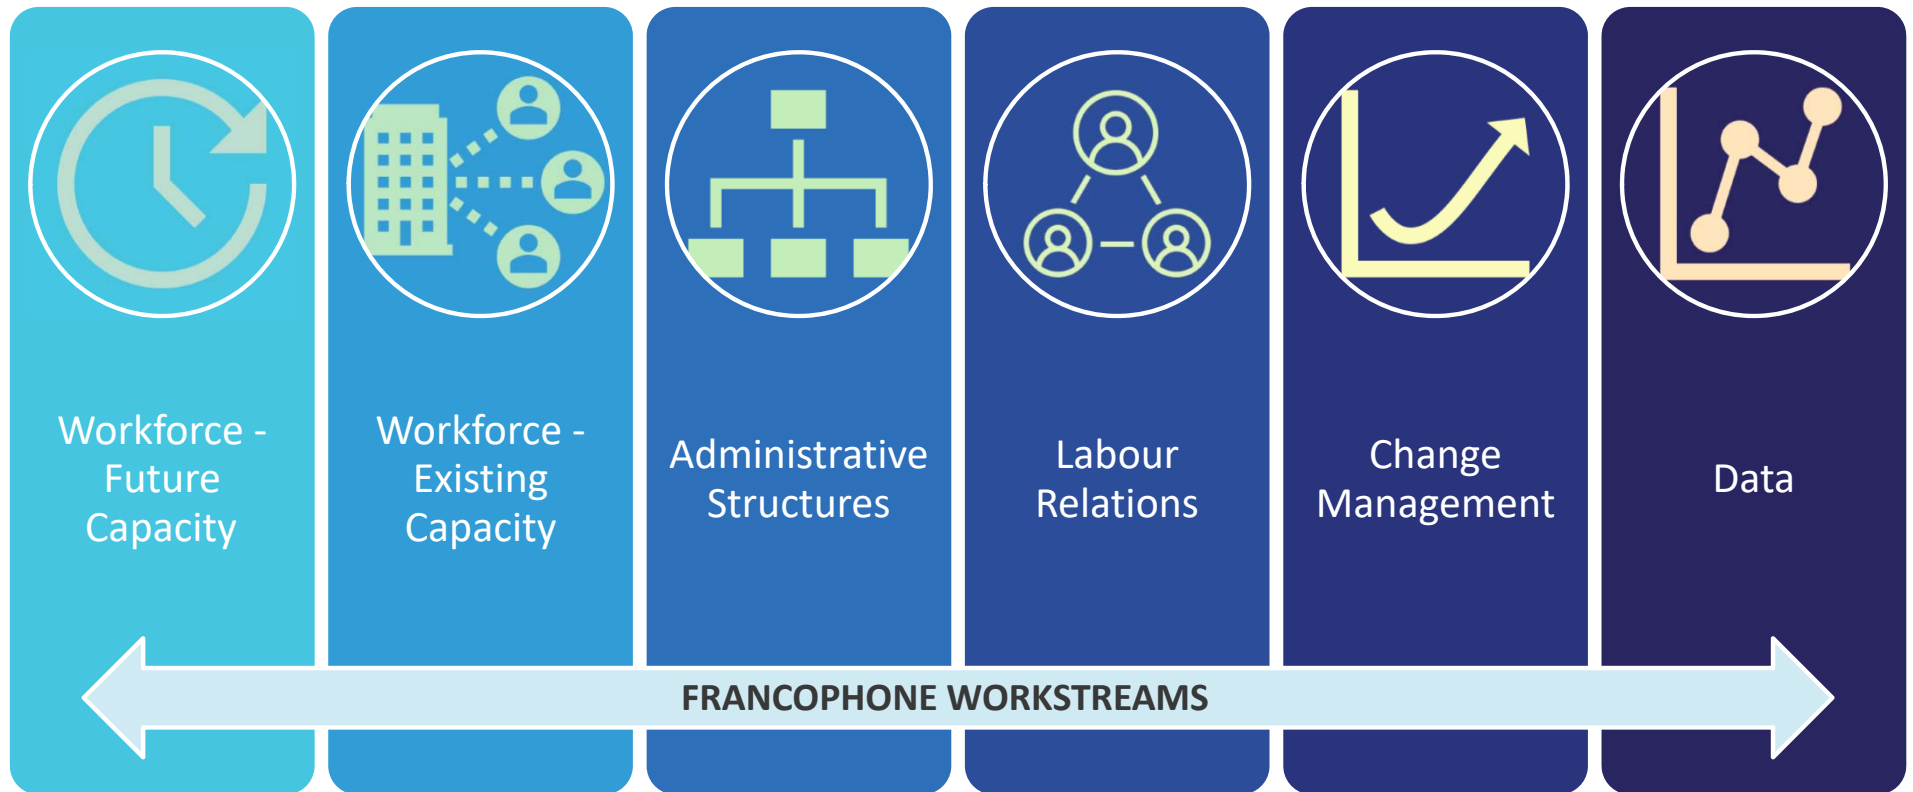 Workforce -
Future
Capacity
Workforce -
Existing
Capacity
Administrative
Structures
Labour
Relations
Change
Management
Data
FRANCOPHONE WORKSTREAMS